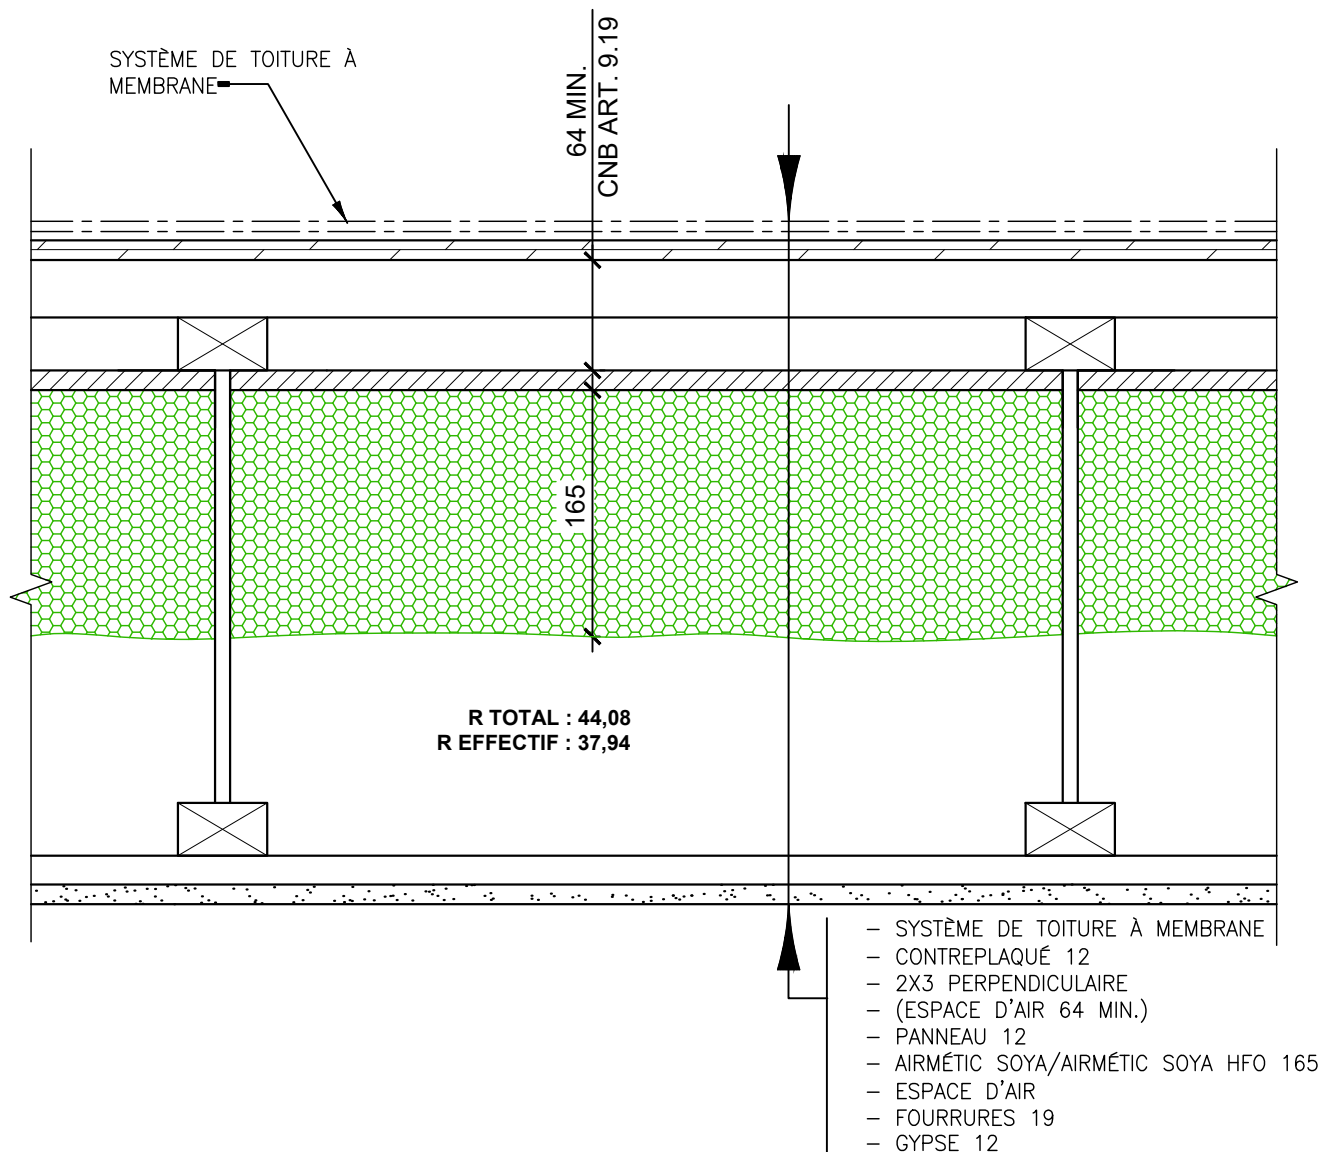 SYSTÈME DE TOITURE À
MEMBRANE
64 MIN.
CNB ART. 9.19
165
R TOTAL : 44,08
R EFFECTIF : 37,94
– SYSTÈME DE TOITURE À MEMBRANE
– CONTREPLAQUÉ 12
– 2X3 PERPENDICULAIRE
– (ESPACE D'AIR 64 MIN.)
– PANNEAU 12
– AIRMÉTIC SOYA/AIRMÉTIC SOYA HFO 165
– ESPACE D'AIR
– FOURRURES 19
– GYPSE 12